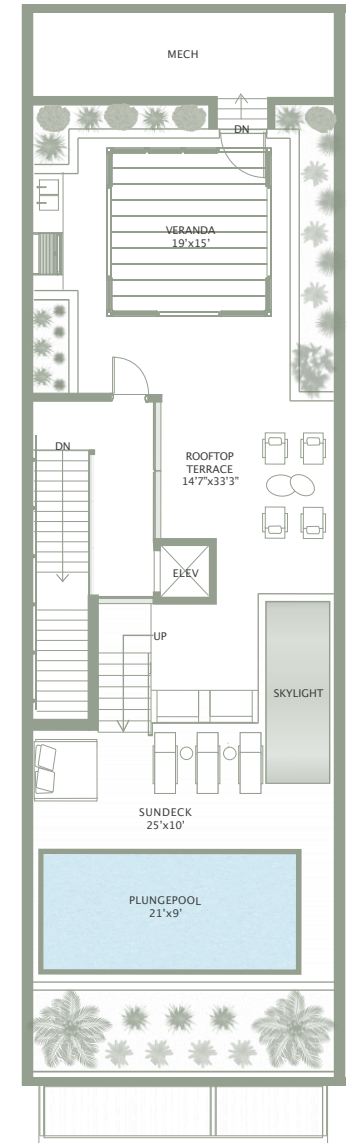 MECH
DN
VERANDA
19'x15'
DN
ROOFTOP
TERRACE
14'7"x33'3"
ELEV
UP
SKYLIGHT
SUNDECK
25'x10'
PLUNGEPOOL
21'x9'